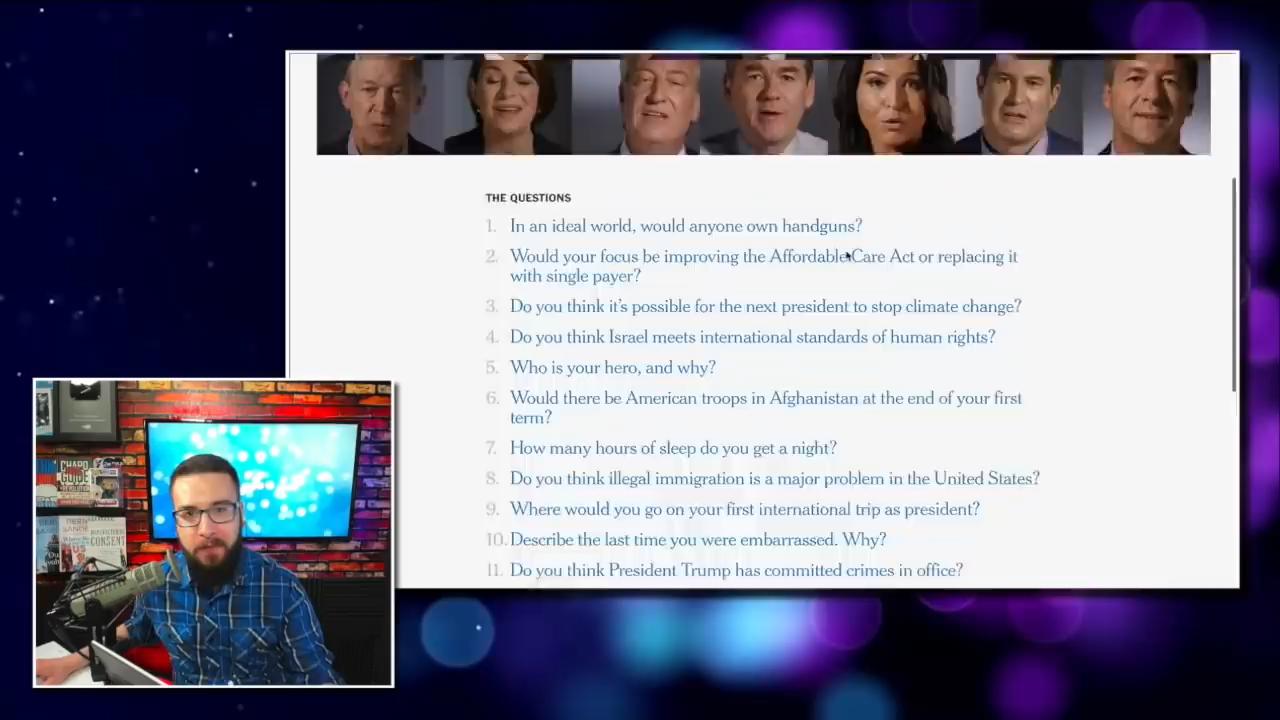 THE QUESTIONS
1. In an ideal world, would anyone own handguns?
2. Would your focus be improving the Affordable Care Act or replacing it
with single payer?
3. Do you think it's possible for the next president to stop climate change?
4. Do you think Israel meets international standards of human rights?
5. Who is your hero, and why?
6. Would there be American troops in Afghanistan at the end of your first
term?
7. How many hours of sleep do you get a night?
8. Do you think illegal immigration is a major problem in the United States?
9. Where would you go on your first international trip as president?
10. Describe the last time you were embarrassed. Why?
11. Do you think President Trump has committed crimes in office?
CHAPO
GUIDE
CONSENT